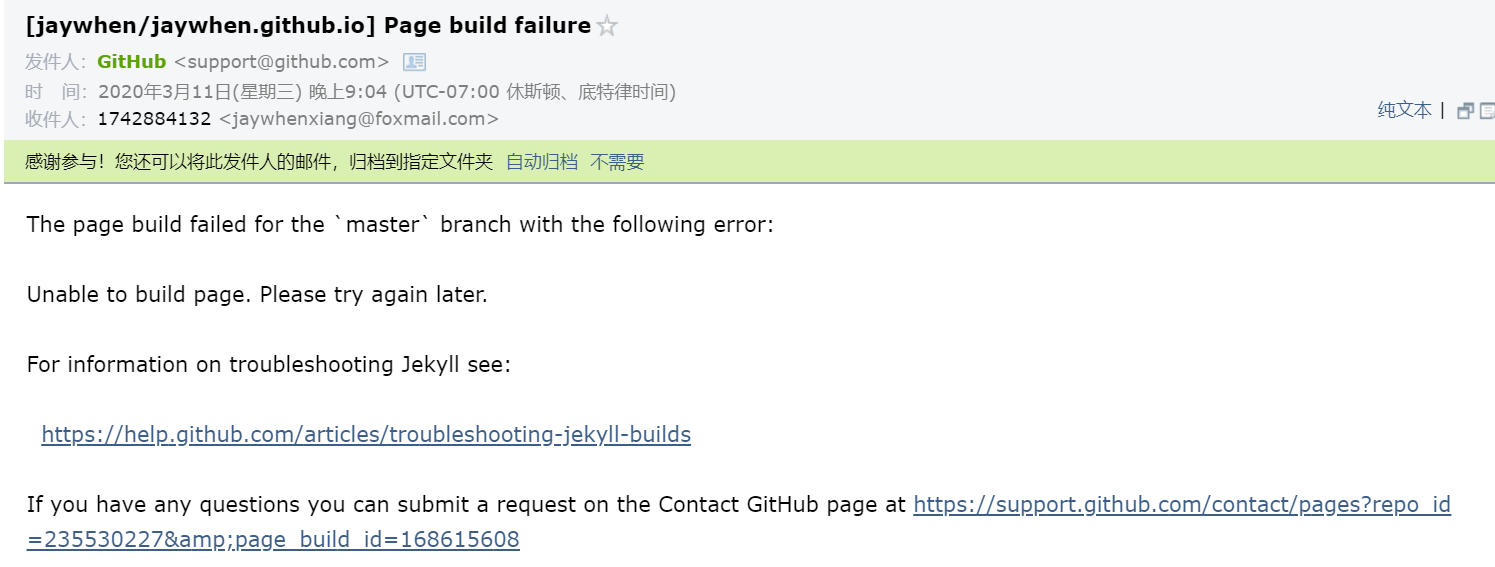 [jaywhen/jaywhen.github.io] Page build failure
发件人：GitHub <support@github.com>
时　间：2020年3月11日(星期三) 晚上9:04 (UTC-07:00 休斯顿、底特律时间)
收件人：1742884132 <jaywhenxiang@foxmail.com>
纯文本 |
感谢参与！您还可以将此发件人的邮件，归档到指定文件夹 自动归档 不需要
The page build failed for the `master` branch with the following error:
Unable to build page. Please try again later.
For information on troubleshooting Jekyll see:
https://help.github.com/articles/troubleshooting-jekyll-builds
If you have any questions you can submit a request on the Contact GitHub page at https://support.github.com/contact/pages?repo_id
=235530227&amp;page_build_id=168615608